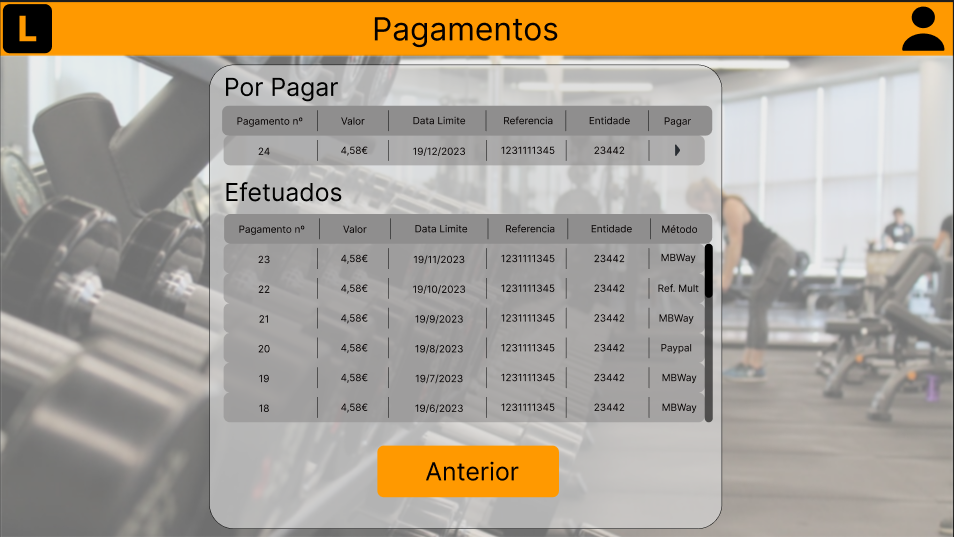 L
Pagamentos
Por Pagar
Pagamento nº Valor Data Limite Referencia Entidade Pagar
24 4,58€ 19/12/2023 1231111345 23442
Efetuados
Pagamento nº Valor Data Limite Referencia Entidade Método
23 4,58€ 19/11/2023 1231111345 23442 MBWay
22 4,58€ 19/10/2023 1231111345 23442 Ref. Mult
21 4,58€ 19/9/2023 1231111345 23442 MBWay
20 4,58€ 19/8/2023 1231111345 23442 Paypal
19 4,58€ 19/7/2023 1231111345 23442 MBWay
18 4,58€ 19/6/2023 1231111345 23442 MBWay
Anterior